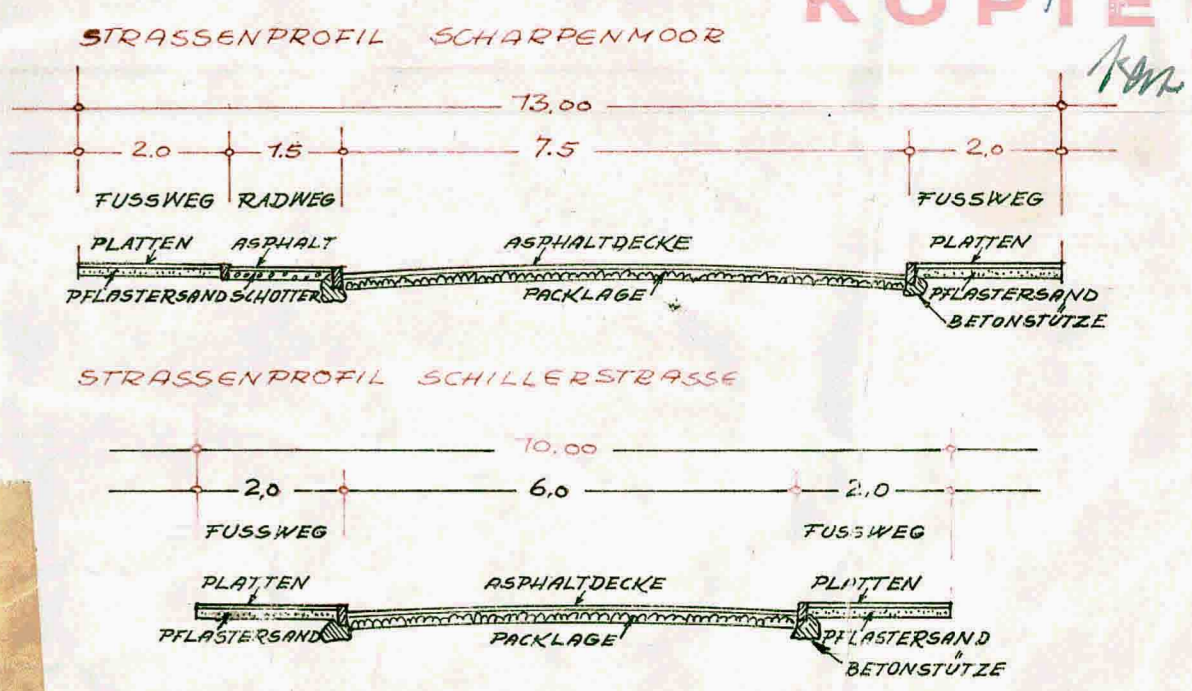 KOPIE
STRASSENPROFIL SCHARPENMOOR
13,00
2.0 1.5 7.5 2.0
FUSSWEG RADWEG FUSSWEG
PLATTEN ASPHALT ASPHALTDECKE PLATTEN
PFLASTERSAND SCHOTTER PACKLAGE PFLASTERSAND
BETONSTÜTZE
STRASSENPROFIL SCHILLERSTRASSE
10,00
2,0 6,0 2,0
FUSSWEG FUSSWEG
PLATTEN ASPHALTDECKE PLATTEN
PFLASTERSAND PACKLAGE PFLASTERSAND
BETONSTÜTZE